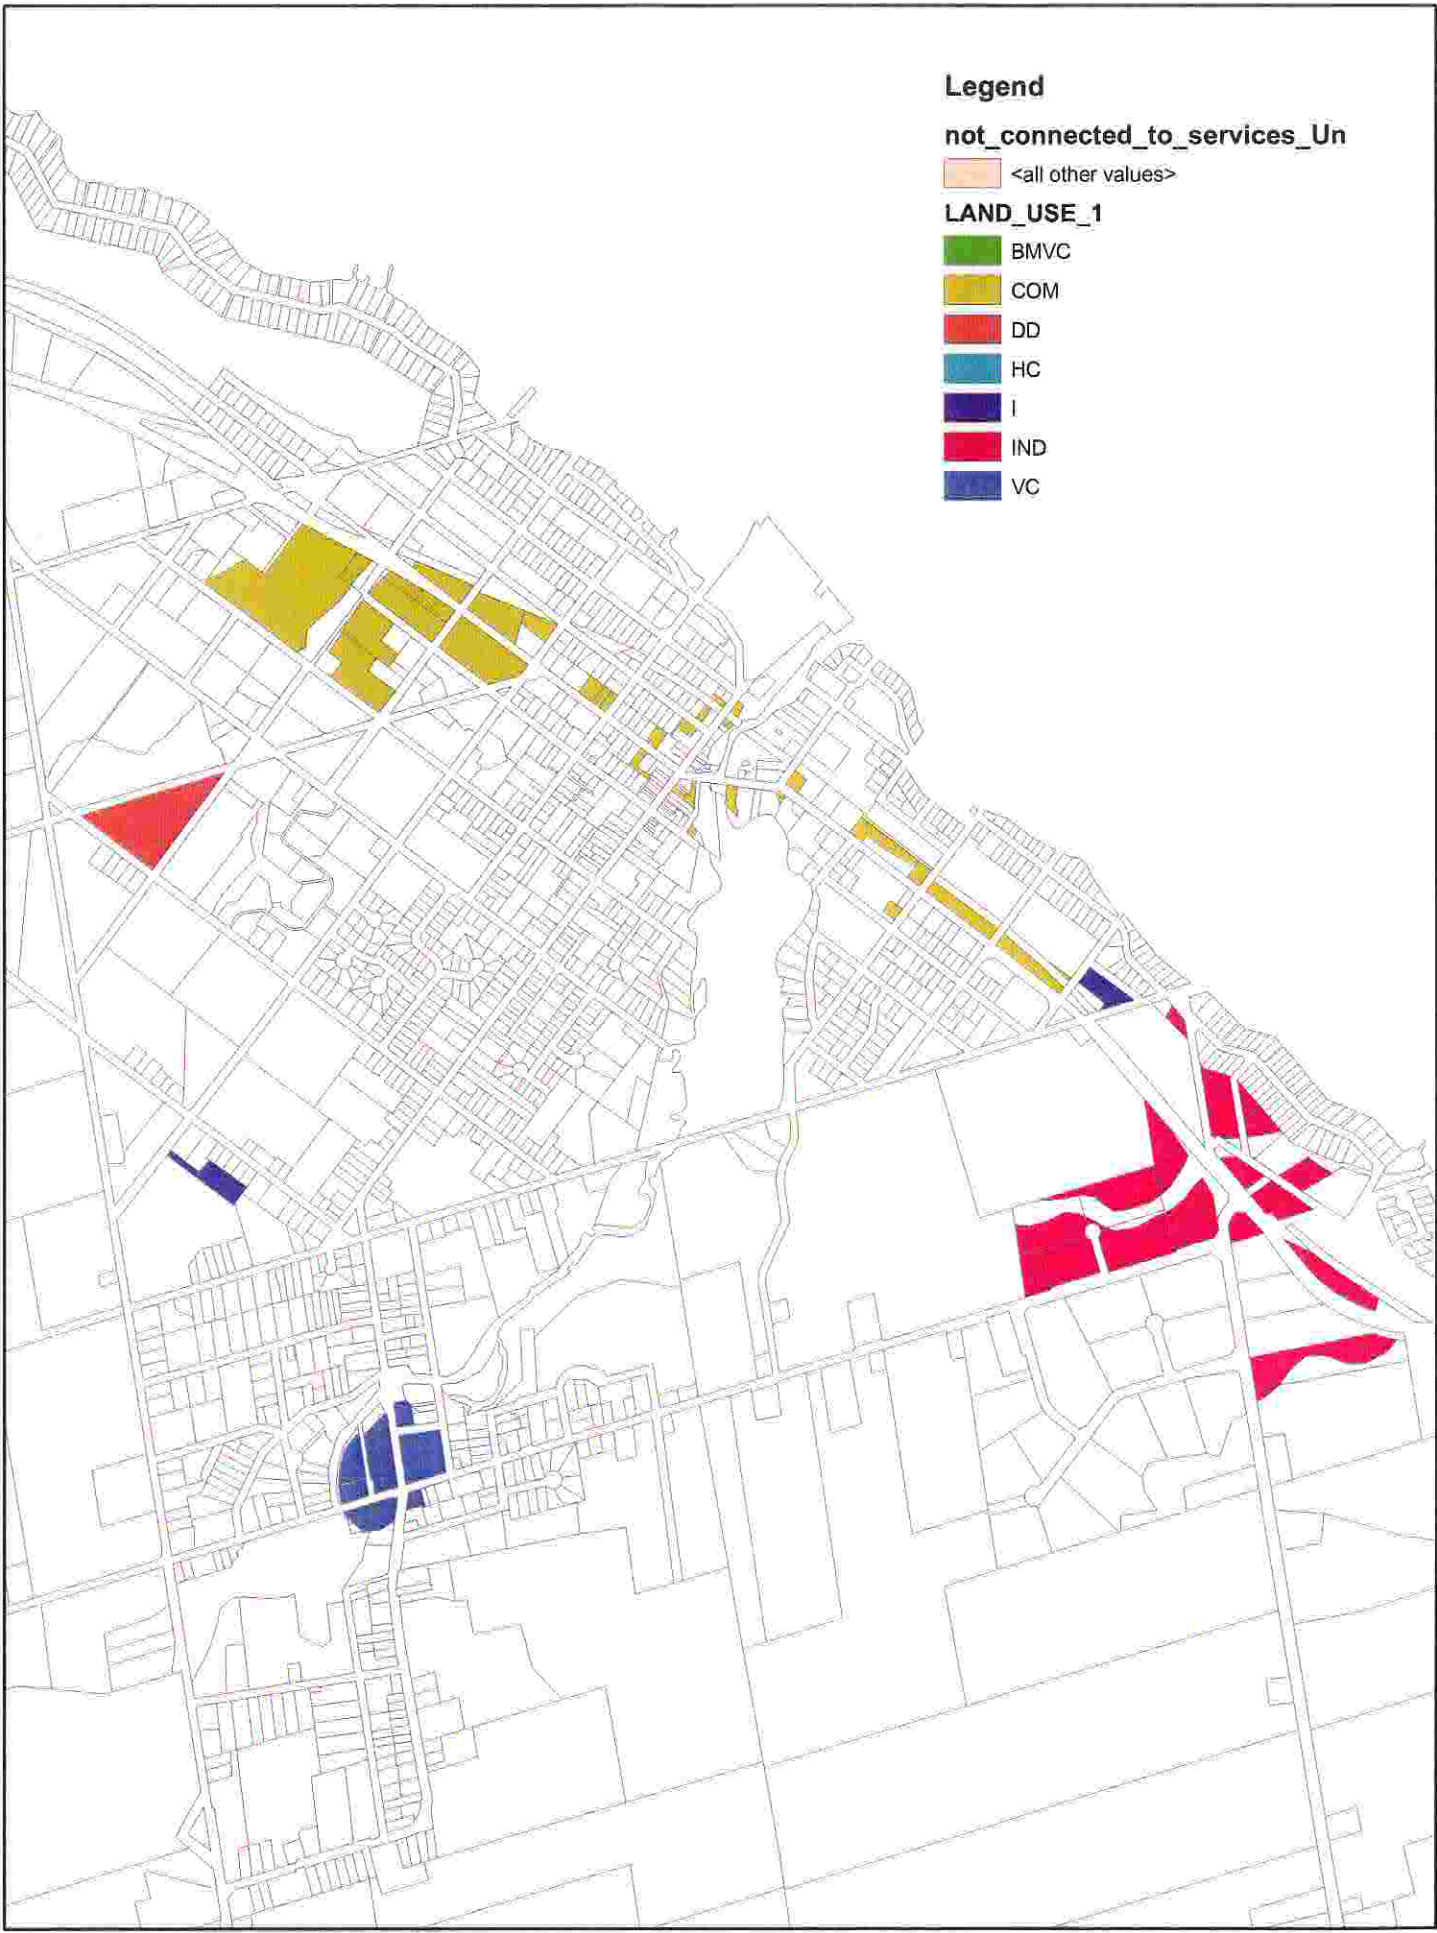 Legend
not_connected_to_services_Un
<all other values>
LAND_USE_1
BMVC
COM
DD
HC
I
IND
VC